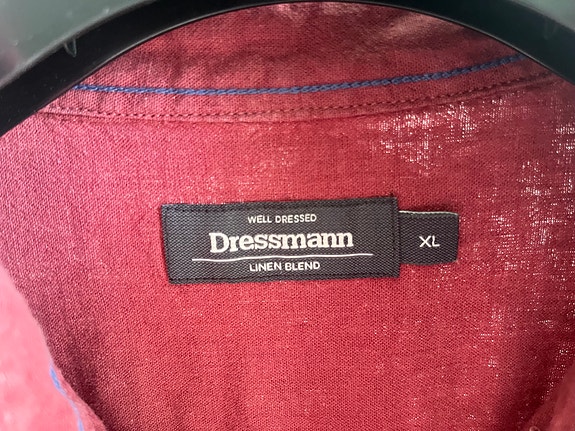 WELL DRESSED
Dressmann
LINEN BLEND
XL